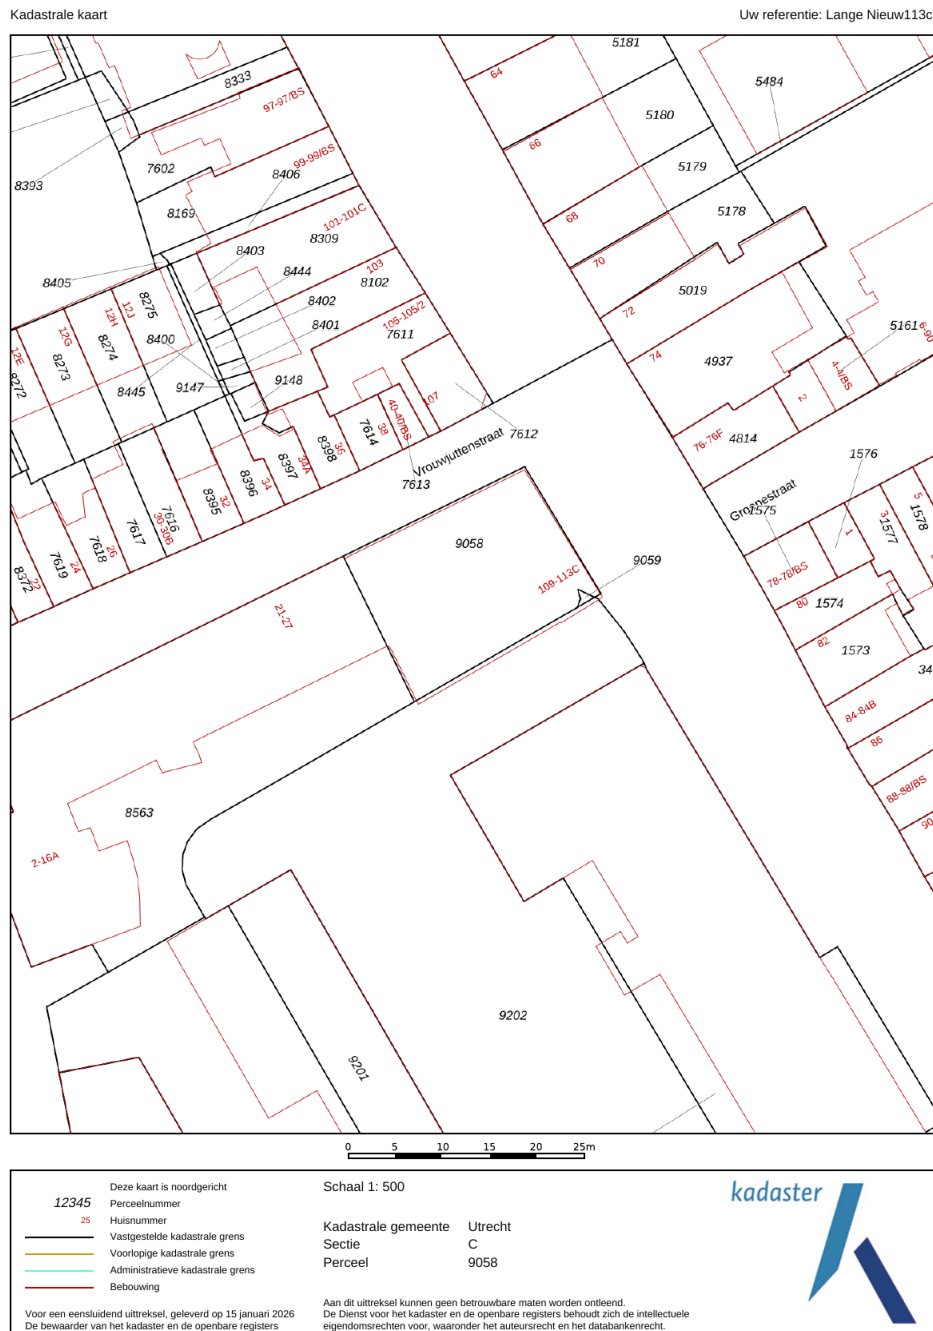 Kadastrale kaart
Uw referentie: Lange Nieuw113c
5181
64
8333
5484
97-97/BS
5180
66
99-99/BS
7602
8406
5179
8393
8169
68
5178
101-101C
8403
8309
70
103
8405
8444
8102
5019
8275
12J
8402
72
12H
105-105/2
12G
8401
7611
5161
6-90
8274
8400
74
12E
8273
4937
4-4/BS
8272
8445
9147
9148
107
2
40-40/BS
38
7614
76-76F
4814
Vrouwjuttenstraat
7612
36
8398
1576
34A
8397
7613
34
8396
Groenestraat
1575
5
32
8395
3
1578
7616
30-30B
1577
7617
1
26
7618
9058
9059
24
7619
22
8372
109-113C
78-78/BS
80
1574
21-27
82
1573
34
84-84B
86
88-88/BS
8563
90
2-16A
9202
9201
0 5 10 15 20 25m
Deze kaart is noordgericht
12345 Perceelnummer
25 Huisnummer
Vastgestelde kadastrale grens
Voorlopige kadastrale grens
Administratieve kadastrale grens
Bebouwing
Schaal 1: 500
Kadastrale gemeente Utrecht
Sectie C
Perceel 9058
kadaster
Voor een eensluidend uittreksel, geleverd op 15 januari 2026
De bewaarder van het kadaster en de openbare registers
Aan dit uittreksel kunnen geen betrouwbare maten worden ontleend.
De Dienst voor het kadaster en de openbare registers behoudt zich de intellectuele
eigendomsrechten voor, waaronder het auteursrecht en het databankenrecht.